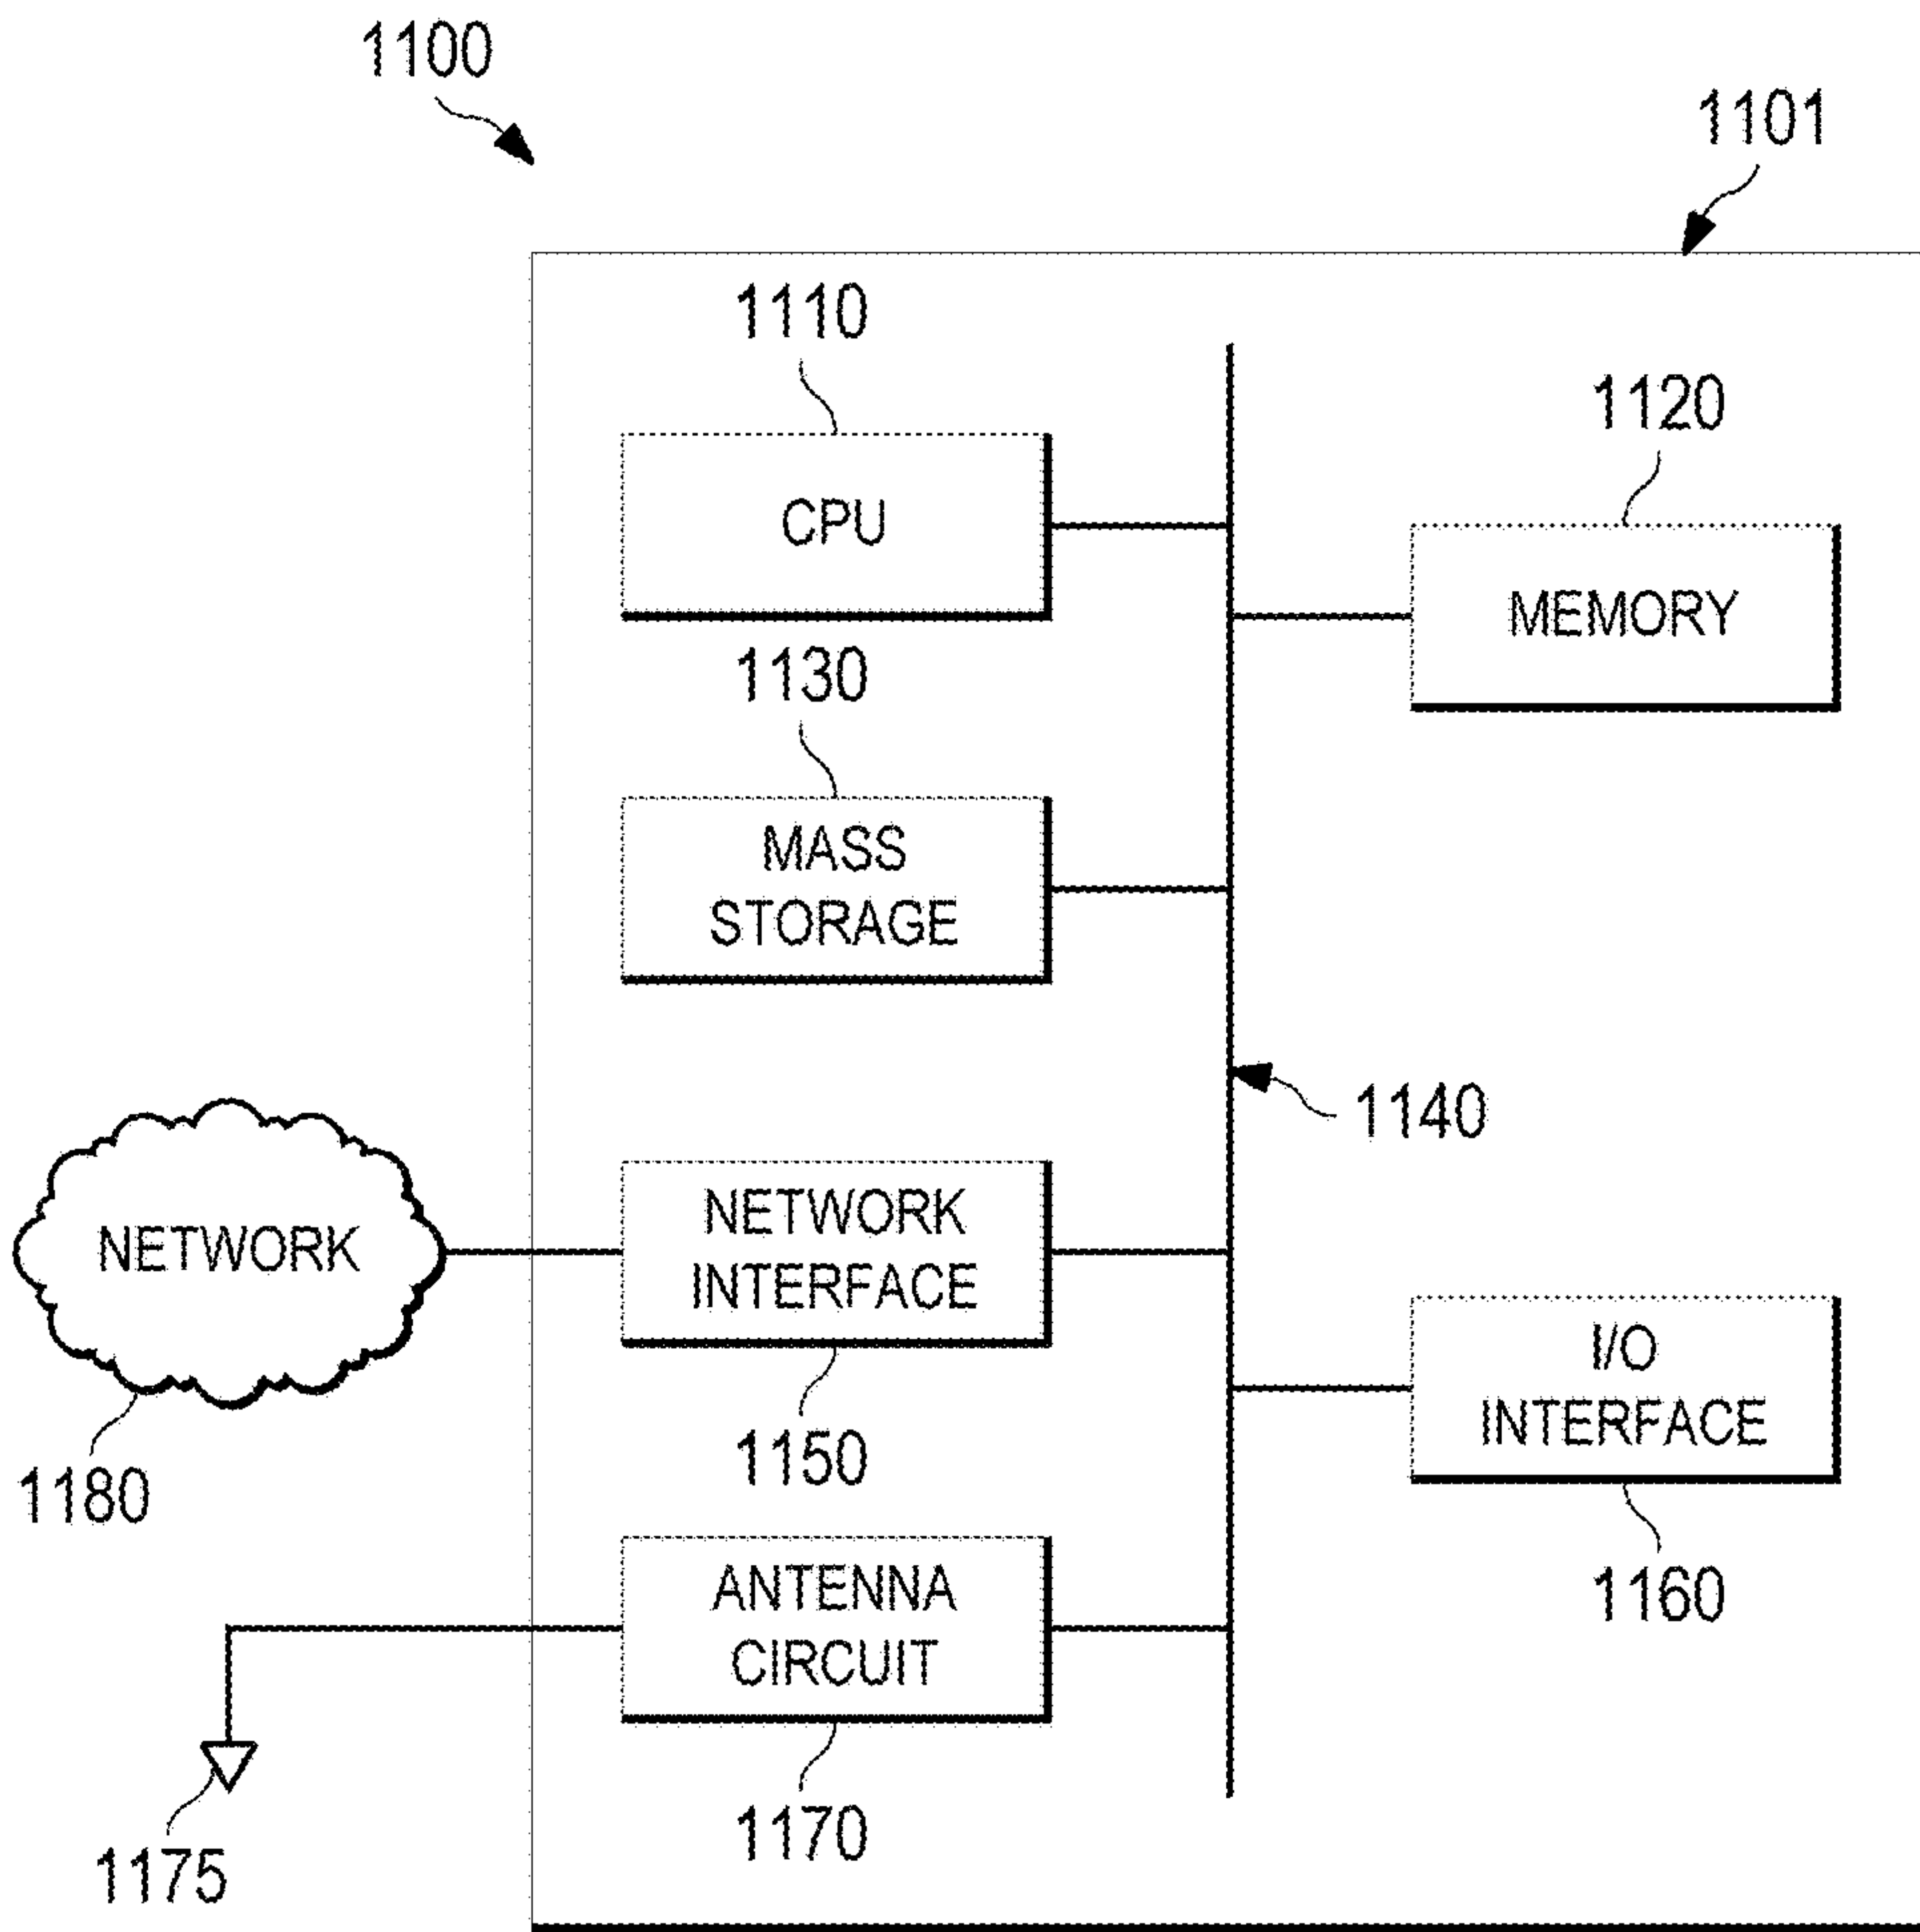 1100
1101
1110
CPU
1120
MEMORY
1130
MASS
STORAGE
1140
NETWORK
NETWORK
INTERFACE
I/O
INTERFACE
1150
1180
ANTENNA
CIRCUIT
1160
1170
1175